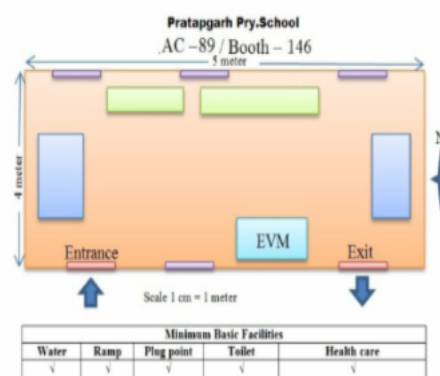 Pratapgarh Pry.School
.AC –89 / Booth – 146
5 meter
4 meter
N
EVM
Entrance
Exit
Scale 1 cm = 1 meter
Minimum Basic Facilities
Water Ramp Plug point Toilet Health care
√ √ √ √ √